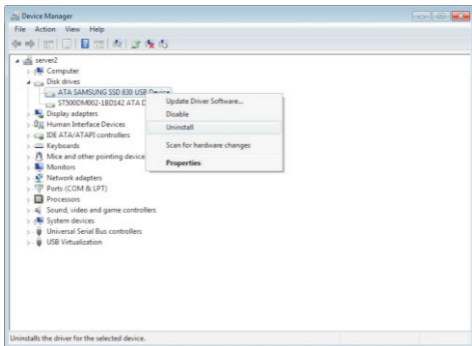 Device Manager
File Action View Help
server2
Computer
Disk drives
ATA SAMSUNG SSD 830 USB Device
ST500DM002-1BD142 ATA D
Display adapters
Human Interface Devices
IDE ATA/ATAPI controllers
Keyboards
Mice and other pointing device
Monitors
Network adapters
Ports (COM & LPT)
Processors
Sound, video and game controllers
System devices
Universal Serial Bus controllers
USB Virtualization
Update Driver Software...
Disable
Uninstall
Scan for hardware changes
Properties
Uninstalls the driver for the selected device.